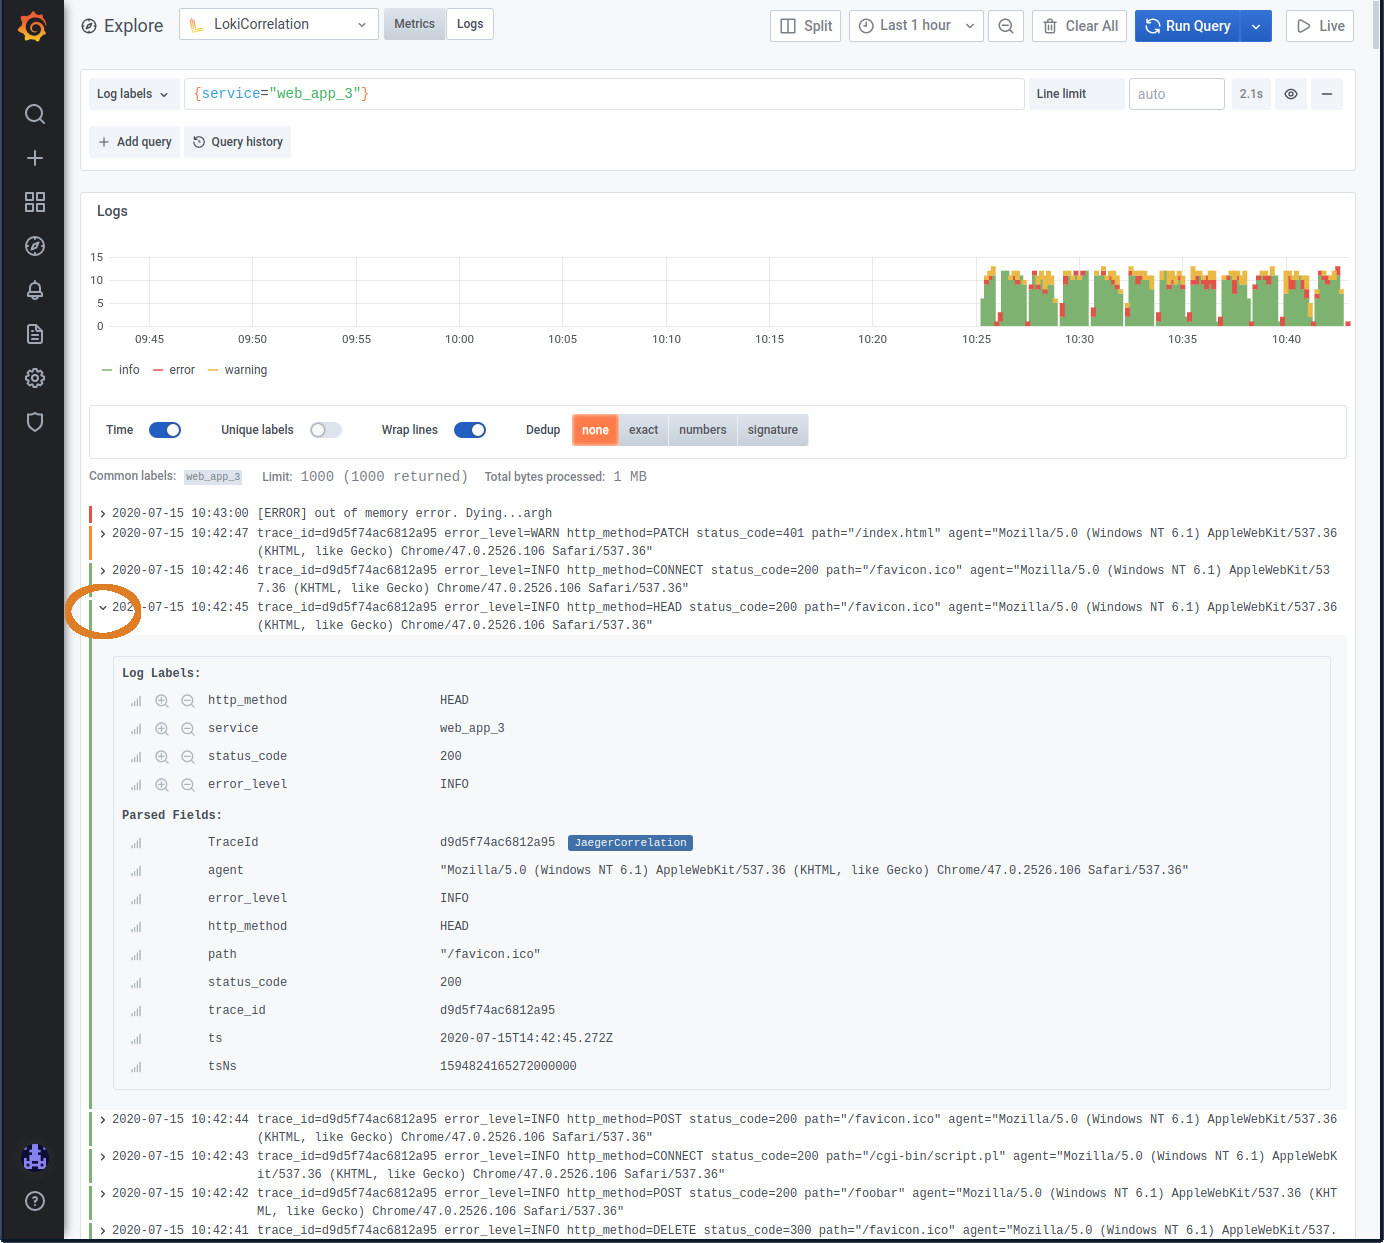 Explore LokiCorrelation Metrics Logs Split Last 1 hour Clear All Run Query Live
Log labels {service="web_app_3"} Line limit auto 2.1s
Add query Query history
Logs
15
10
5
0
09:45 09:50 09:55 10:00 10:05 10:10 10:15 10:20 10:25 10:30 10:35 10:40
info error warning
Time Unique labels Wrap lines Dedup none exact numbers signature
Common labels: web_app_3 Limit: 1000 (1000 returned) Total bytes processed: 1 MB
2020-07-15 10:43:00 [ERROR] out of memory error. Dying...argh
2020-07-15 10:42:47 trace_id=d9d5f74ac6812a95 error_level=WARN http_method=PATCH status_code=401 path="/index.html" agent="Mozilla/5.0 (Windows NT 6.1) AppleWebKit/537.36
(KHTML, like Gecko) Chrome/47.0.2526.106 Safari/537.36"
2020-07-15 10:42:46 trace_id=d9d5f74ac6812a95 error_level=INFO http_method=CONNECT status_code=200 path="/favicon.ico" agent="Mozilla/5.0 (Windows NT 6.1) AppleWebKit/53
7.36 (KHTML, like Gecko) Chrome/47.0.2526.106 Safari/537.36"
2020-07-15 10:42:45 trace_id=d9d5f74ac6812a95 error_level=INFO http_method=HEAD status_code=200 path="/favicon.ico" agent="Mozilla/5.0 (Windows NT 6.1) AppleWebKit/537.36
(KHTML, like Gecko) Chrome/47.0.2526.106 Safari/537.36"
Log Labels:
http_method HEAD
service web_app_3
status_code 200
error_level INFO
Parsed Fields:
TraceId d9d5f74ac6812a95 JaegerCorrelation
agent "Mozilla/5.0 (Windows NT 6.1) AppleWebKit/537.36 (KHTML, like Gecko) Chrome/47.0.2526.106 Safari/537.36"
error_level INFO
http_method HEAD
path "/favicon.ico"
status_code 200
trace_id d9d5f74ac6812a95
ts 2020-07-15T14:42:45.272Z
tsNs 1594824165272000000
2020-07-15 10:42:44 trace_id=d9d5f74ac6812a95 error_level=INFO http_method=POST status_code=200 path="/favicon.ico" agent="Mozilla/5.0 (Windows NT 6.1) AppleWebKit/537.36
(KHTML, like Gecko) Chrome/47.0.2526.106 Safari/537.36"
2020-07-15 10:42:43 trace_id=d9d5f74ac6812a95 error_level=INFO http_method=CONNECT status_code=200 path="/cgi-bin/script.pl" agent="Mozilla/5.0 (Windows NT 6.1) AppleWebK
it/537.36 (KHTML, like Gecko) Chrome/47.0.2526.106 Safari/537.36"
2020-07-15 10:42:42 trace_id=d9d5f74ac6812a95 error_level=INFO http_method=POST status_code=200 path="/foobar" agent="Mozilla/5.0 (Windows NT 6.1) AppleWebKit/537.36 (KHT
ML, like Gecko) Chrome/47.0.2526.106 Safari/537.36"
2020-07-15 10:42:41 trace_id=d9d5f74ac6812a95 error_level=INFO http_method=DELETE status_code=300 path="/favicon.ico" agent="Mozilla/5.0 (Windows NT 6.1) AppleWebKit/537.